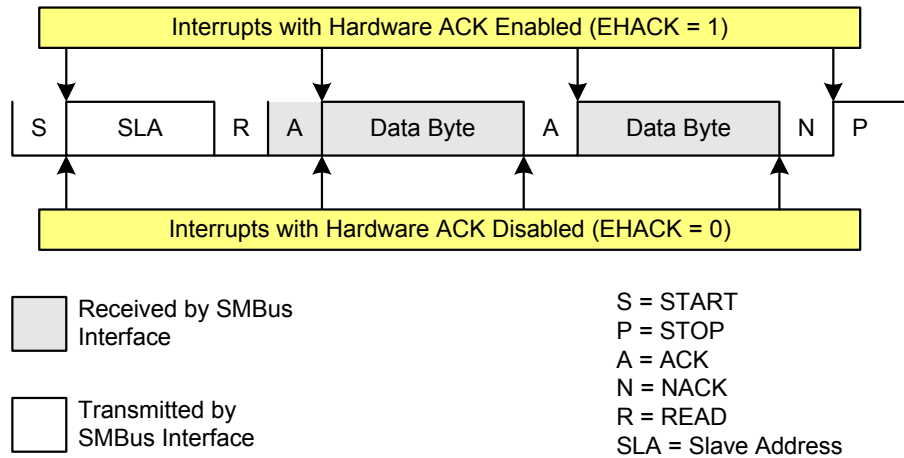 Interrupts with Hardware ACK Enabled (EHACK = 1)
S SLA R A Data Byte A Data Byte N P
Interrupts with Hardware ACK Disabled (EHACK = 0)
Received by SMBus
Interface
Transmitted by
SMBus Interface
S = START
P = STOP
A = ACK
N = NACK
R = READ
SLA = Slave Address